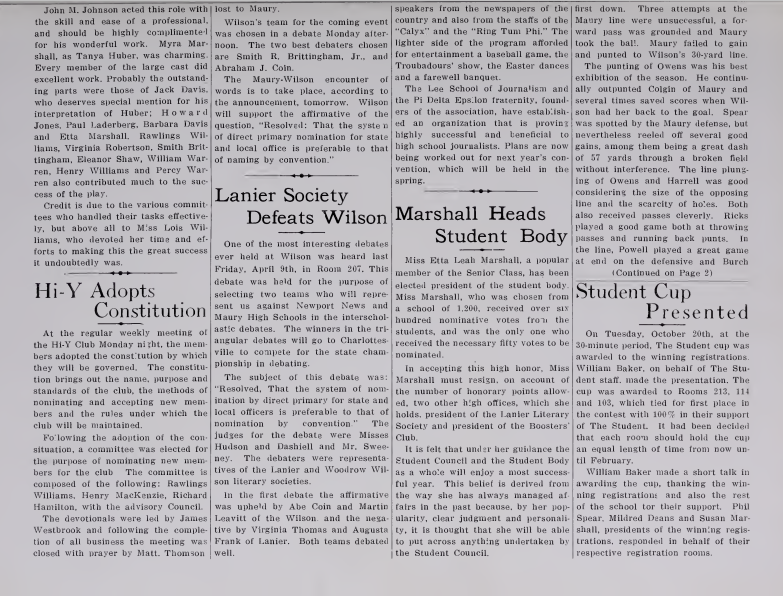 John M. Johnson acted this role with
the skill and ease of a professional,
and should be highly complimented
for his wonderful work. Myra Mar-
shall, as Tanya Huber, was charming.
Every member of the large cast did
excellent work. Probably the outstand-
ing parts were those of Jack Davis,
who deserves special mention for his
interpretation of Huber; Howard
Jones, Paul Laderberg, Barbara Davis
and Etta Marshall, Rawlings Wil-
liams, Virginia Robertson, Smith Brit-
tingham, Eleanor Shaw, William War-
ren, Henry Williams and Percy War-
ren also contributed much to the suc-
cess of the play.
Credit is due to the various commit-
tees who handled their tasks effective-
ly, but above all to Miss Lois Wil-
liams, who devoted her time and ef-
forts to making this the great success
it undoubtedly was.
Hi-Y Adopts
Constitution
At the regular weekly meeting of
the Hi-Y Club Monday night, the mem-
bers adopted the constitution by which
they will be governed. The constitu-
tion brings out the name, purpose and
standards of the club, the methods of
nominating and accepting new mem-
bers and the rules under which the
club will be maintained.
Following the adoption of the con-
situation, a committee was elected for
the purpose of nominating new mem-
bers for the club. The committee is
composed of the following: Rawlings
Williams, Henry MacKenzie, Richard
Hamilton, with the advisory Council.
The devotionals were led by James
Westbrook and following the comple-
tion of all business the meeting was
closed with prayer by Matt. Thomson
lost to Maury.
Wilson's team for the coming event
was chosen in a debate Monday after-
noon. The two best debaters chosen
are Smith R. Brittingham, Jr., and
Abraham J. Coin.
The Maury-Wilson encounter of
words is to take place, according to
the announcement, tomorrow. Wilson
will support the affirmative of the
question, "Resolved: That the system
of direct primary nomination for state
and local office is preferable to that
of naming by convention."
Lanier Society
Defeats Wilson
One of the most interesting debates
ever held at Wilson was heard last
Friday, April 9th, in Room 207. This
debate was held for the purpose of
selecting two teams who will repre-
sent us against Newport News and
Maury High Schools in the interschol-
astic debates. The winners in the tri-
angular debates will go to Charlottes-
ville to compete for the state cham-
pionship in debating.
The subject of this debate was:
"Resolved, That the system of nom-
ination by direct primary for state and
local officers is preferable to that of
nomination by convention" The
judges for the debate were Misses
Hudson and Dashiell and Mr, Swee-
ney. The debaters were representa-
tives of the Lanier and Woodrow Wil-
son literary societies.
In the first debate the affirmative
was upheld by Abe Coin and Martin
Leavitt of the Wilson. and the nega-
tive by Virginia Thomas and Augusta
Frank of Lanier. Both teams debated
well.
speakers from the newspapers of the
country and also from the staffs of the
"Calyx" and the "Ring Tum Phi." The
lighter side of the program afforded
for entertainment a baseball game, the
Troubadours' show, the Easter dances
and a farewell banquet.
The Lee School of Journalism and
the Pi Delta Epsilon fraternity, found-
ers of the association, have establish-
ed an organization that is proving
highly successful and beneficial to
high school journalists. Plans are now
being worked out for next year's con-
vention, which will be held in the
spring.
Marshall Heads
Student Body
Miss Etta Leah Marshall, a popular
member of the Senior Class, has been
elected president of the student body.
Miss Marshall, who was chosen from
a school of 1,200, received over six
hundred nominative votes from the
students, and was the only one who
received the necessary fifty votes to be
nominated.
In accepting this high honor, Miss
Marshall must resign, on account of
the number of honorary points allow-
ed, two other high offices, which she
holds, president of the Lanier Literary
Society and president of the Boosters'
Club.
It is felt that under her guidance the
Student Council and the Student Body
as a whole will enjoy a most success-
ful year. This belief is derived from
the way she has always managed af-
fairs in the past because, by her pop-
ularity, clear judgment and personali-
ty, it is thought that she will be able
to put across anything undertaken by
the Student Council.
first down. Three attempts at the
Maury line were unsuccessful, a for-
ward pass was grounded and Maury
took the ball. Maury failed to gain
and punted to Wilson's 30-yard line.
The punting of Owens was his best
exhibition of the season. He continu-
ally outpunted Colgin of Maury and
several times saved scores when Wil-
son had her back to the goal. Spear
was spotted by the Maury defense, but
nevertheless reeled off several good
gains, among them being a great dash
of 57 yards through a broken field
without interference. The line plung-
ing of Owens and Harrell was good
considering the size of the opposing
line and the scarcity of holes. Both
also received passes cleverly. Ricks
played a good game both at throwing
passes and running back punts. In
the line, Powell played a great game
at end on the defensive and Burch
(Continued on Page 2)
Student Cup
Presented
On Tuesday, October 20th, at the
30-minute period, The Student cup was
awarded to the winning registrations.
William Baker, on behalf of The Stu-
dent staff, made the presentation. The
cup was awarded to Rooms 213, 114
and 103, which tied for first place in
the contest with 100% in their support
of The Student. It had been decided
that each room should hold the cup
an equal length of time from now un-
til February.
William Baker made a short talk in
awarding the cup, thanking the win-
ning registrations and also the rest
of the school for their support. Phil
Spear, Mildred Deans and Susan Mar-
shall, presidents of the winning regis-
trations, responded in behalf of their
respective registration rooms.